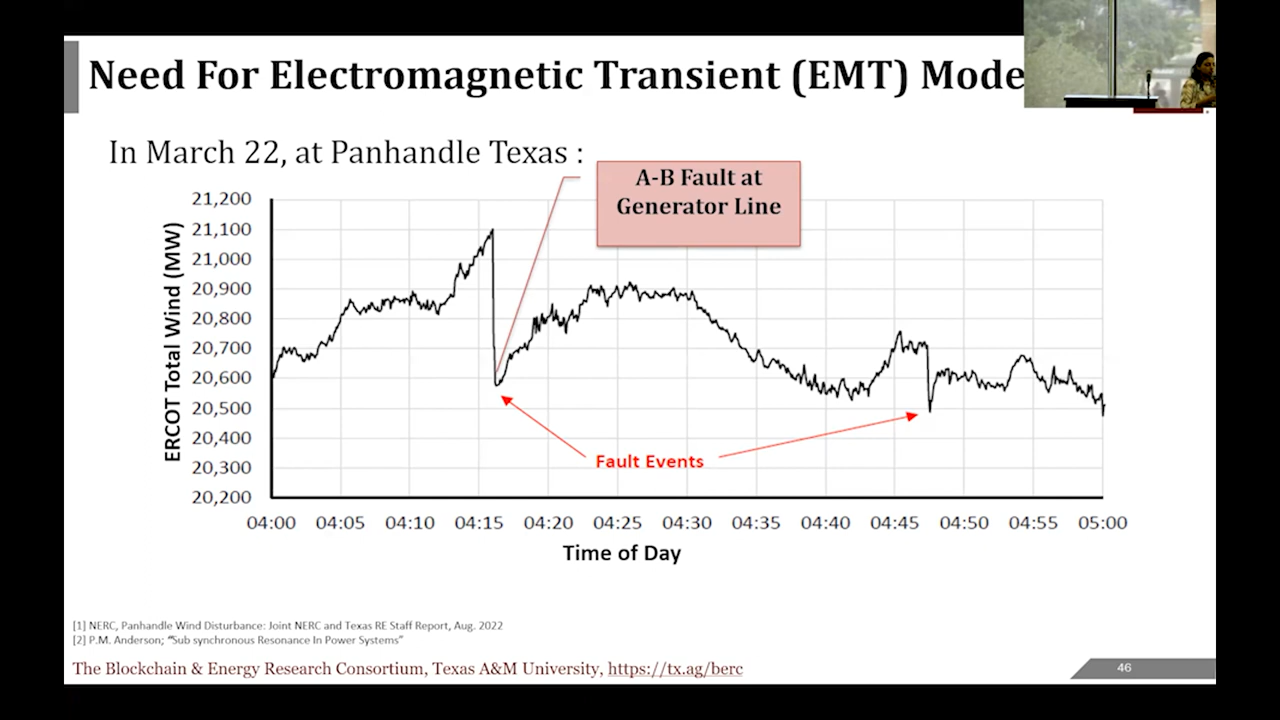 Need For Electromagnetic Transient (EMT) Mode
In March 22, at Panhandle Texas :
A-B Fault at
Generator Line
ERCOT Total Wind (MW)
21,200
21,100
21,000
20,900
20,800
20,700
20,600
20,500
20,400
20,300
20,200
Fault Events
04:00 04:05 04:10 04:15 04:20 04:25 04:30 04:35 04:40 04:45 04:50 04:55 05:00
Time of Day
[1] NERC, Panhandle Wind Disturbance: Joint NERC and Texas RE Staff Report, Aug. 2022
[2] P.M. Anderson; “Sub synchronous Resonance In Power Systems”
The Blockchain & Energy Research Consortium, Texas A&M University, https://tx.ag/berc
46